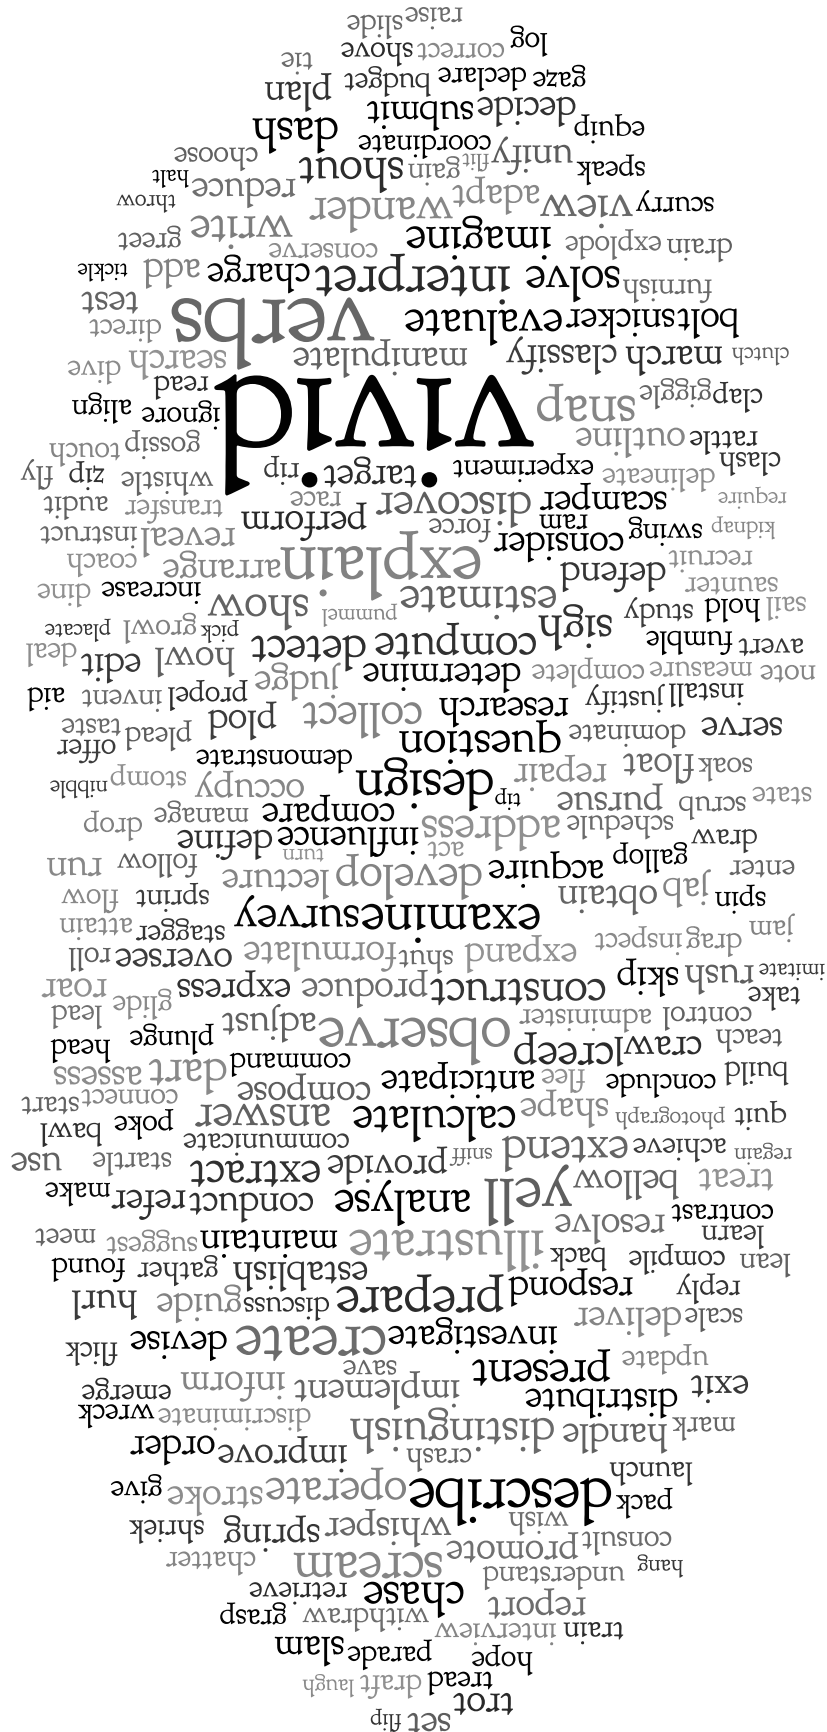 trot set flip
tread draft laugh
hope parade slam
train interview withdraw grasp
report chase retrieve
hang understand scream chatter
consult promote whisper spring shriek
wish
pack describe operate stroke give
launch crash improve order
mark handle distinguish discriminate wreck
exit distribute implement inform emerge
update present save
investigate create devise flick
scale deliver prepare discuss guide hurl
reply respond establish gather found
lean compile back illustrate maintain suggest meet
learn resolve
contrast yell analyse conduct refer make
treat bellow extract startle use
regain achieve extend sniff provide communicate
quit photograph shape calculate answer poke bawl
build conclude flee anticipate compose connect start
command dart assess
teach crawl creep observe adjust plunge head
control administer glide lead
take construct produce express roar
imitate rush skip expand shut formulate oversee roll
jam drag inspect examine survey stagger attain
spin jab obtain sprint flow
enter gallop acquire develop lecture follow run
draw act turn
schedule address influence define
state scrub pursue tip design compare manage drop
soak float repair occupy stomp nibble
serve dominate question demonstrate plead offer
collect plod taste
install justify research propel invent aid
note measure complete determine judge
avert fumble sigh compute detect howl edit deal
sail hold study pummel pick growl placate
saunter estimate show increase dine
recruit defend explain arrange coach
kidnap swing consider force reveal instruct
ram perform
require scamper discover race transfer audit
delineate experiment target rip whistle zip fly
clash rattle outline gossip touch
clap giggle snap vivid ignore align
read
clutch march classify manipulate search dive
bolt snicker evaluate verbs direct
furnish solve interpret charge add test
tickle
drain explode imagine conserve write greet
scurry view adapt wander reduce throw
speak unify flit gain shout halt
choose
equip coordinate dash
decide submit
gaze declare budget plan
log correct shove tie
raise slide